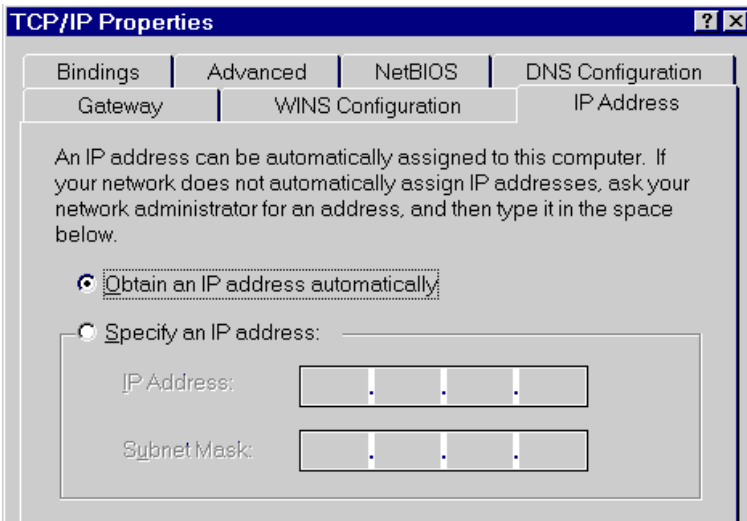 TCP/IP Properties
Bindings Advanced NetBIOS DNS Configuration
Gateway WINS Configuration IP Address
An IP address can be automatically assigned to this computer. If
your network does not automatically assign IP addresses, ask your
network administrator for an address, and then type it in the space
below.
Obtain an IP address automatically
Specify an IP address:
IP Address:
Subnet Mask: